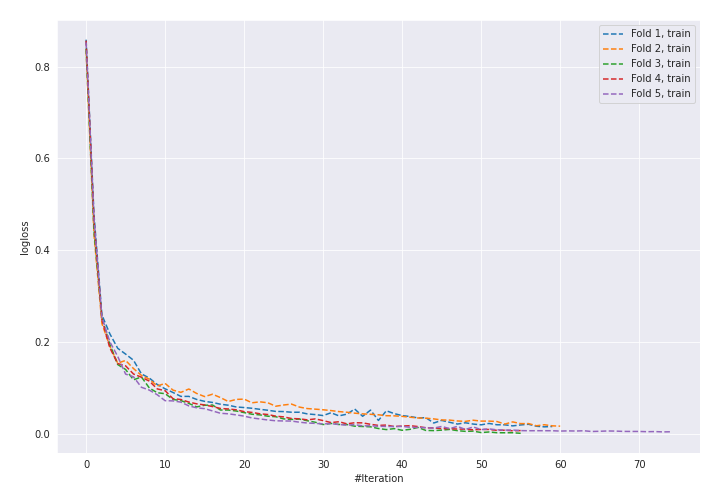 Fold 1, train
Fold 2, train
Fold 3, train
Fold 4, train
Fold 5, train
0.8
0.6
0.4
0.2
0.0
logloss
0 10 20 30 40 50 60 70
#Iteration